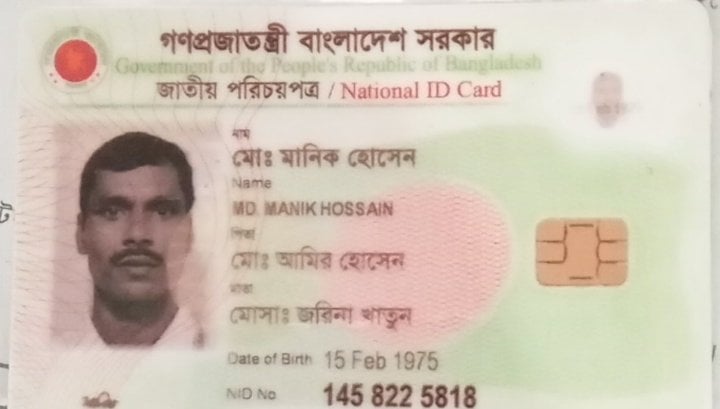 গণপ্রজাতন্ত্রী বাংলাদেশ সরকার
Government of the People's Republic of Bangladesh
জাতীয় পরিচয়পত্র / National ID Card
নাম
মোঃ মানিক হোসেন
Name
MD. MANIK HOSSAIN
পিতা
মোঃ আমির হোসেন
মাতা
মোসাঃ জরিনা খাতুন
Date of Birth 15 Feb 1975
NID No 145 822 5818